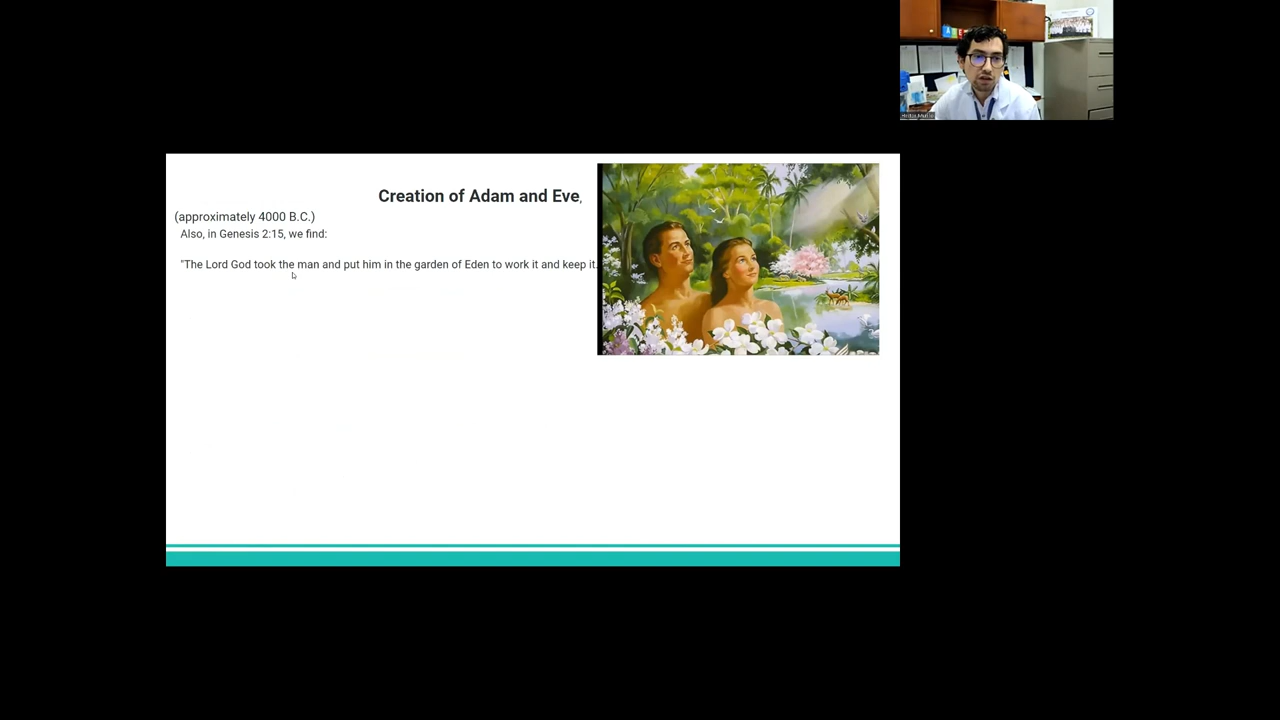 Creation of Adam and Eve,
(approximately 4000 B.C.)
Also, in Genesis 2:15, we find:
"The Lord God took the man and put him in the garden of Eden to work it and keep it.